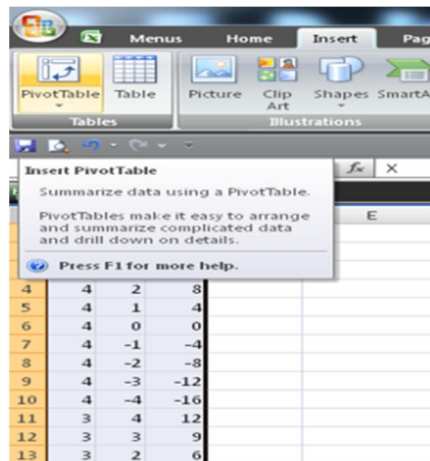 Menus Home Insert Pag
PivotTable Table Picture Clip Art Shapes SmartA
Tables Illustrations
Insert PivotTable
Summarize data using a PivotTable.
PivotTables make it easy to arrange
and summarize complicated data
and drill down on details.
Press F1 for more help.
fx X
E
4 4 2 8
5 4 1 4
6 4 0 0
7 4 -1 -4
8 4 -2 -8
9 4 -3 -12
10 4 -4 -16
11 3 4 12
12 3 3 9
13 3 2 6